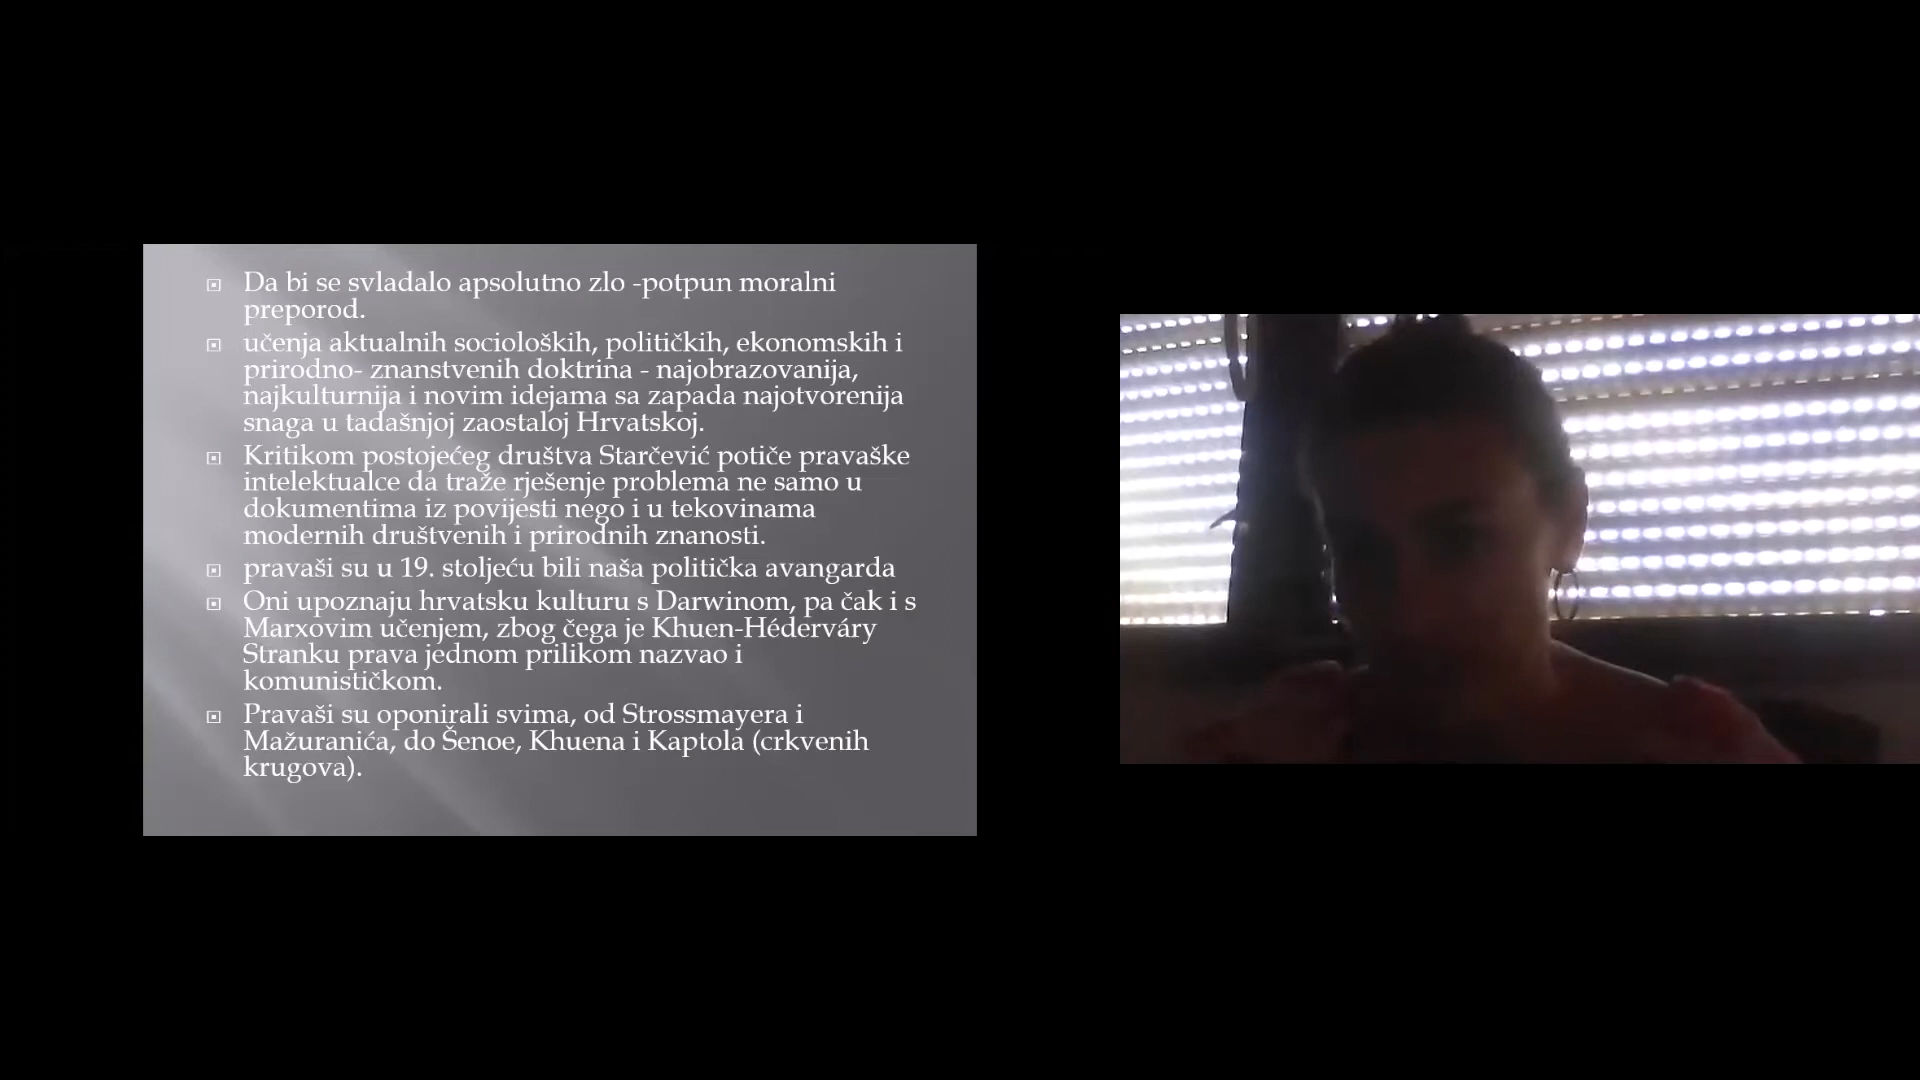 Da bi se svladalo apsolutno zlo -potpun moralni
preporod.
učenja aktualnih socioloških, političkih, ekonomskih i
prirodno- znanstvenih doktrina - najobrazovanija,
najkulturnija i novim idejama sa zapada najotvorenija
snaga u tadašnjoj zaostaloj Hrvatskoj.
Kritikom postojećeg društva Starčević potiče pravaške
intelektualce da traže rješenje problema ne samo u
dokumentima iz povijesti nego i u tekovinama
modernih društvenih i prirodnih znanosti.
pravaši su u 19. stoljeću bili naša politička avangarda
Oni upoznaju hrvatsku kulturu s Darwinom, pa čak i s
Marxovim učenjem, zbog čega je Khuen-Héderváry
Stranku prava jednom prilikom nazvao i
komunističkom.
Pravaši su oponirali svima, od Strossmayera i
Mažuranića, do Šenoe, Khuena i Kaptola (crkvenih
krugova).